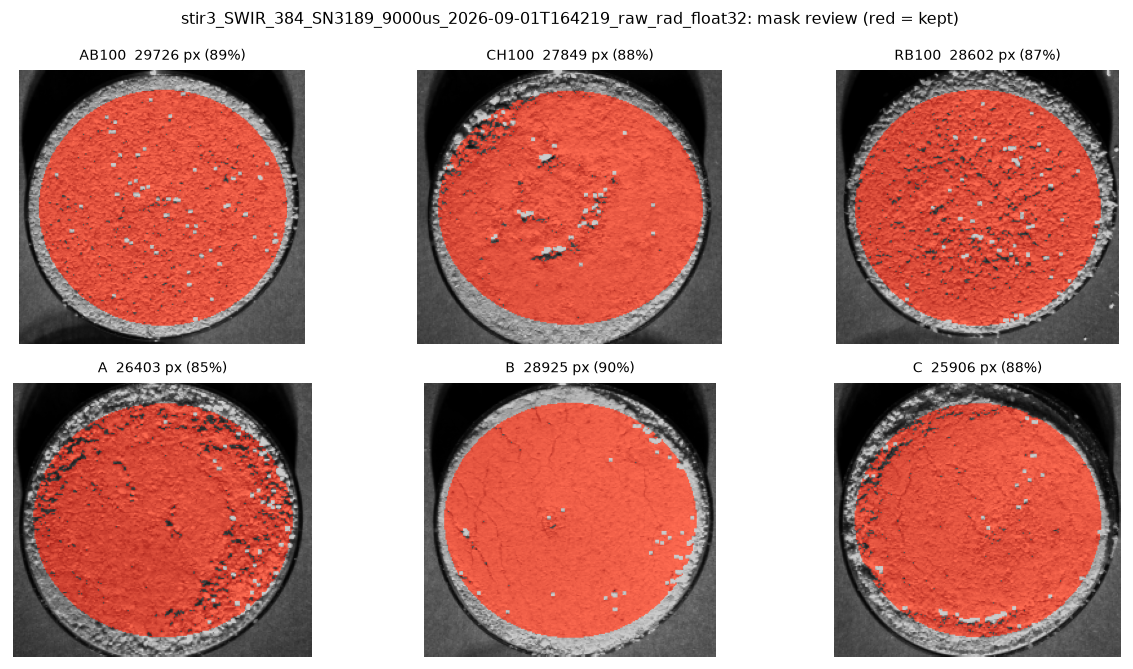 stir3_SWIR_384_SN3189_9000us_2026-09-01T164219_raw_rad_float32: mask review (red = kept)
AB100  29726 px (89%)
CH100  27849 px (88%)
RB100  28602 px (87%)
A  26403 px (85%)
B  28925 px (90%)
C  25906 px (88%)